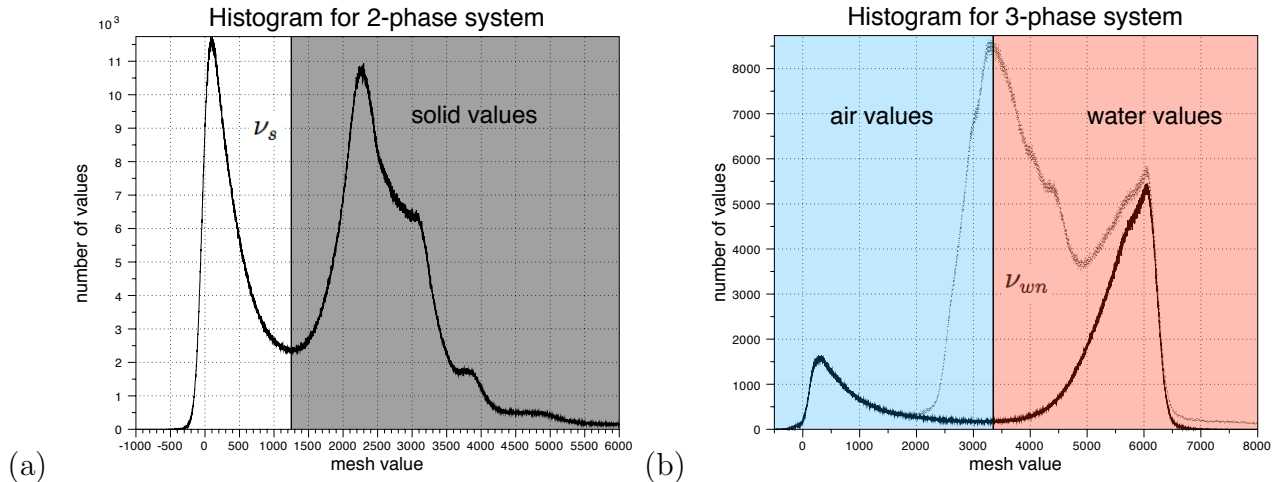 Histogram for 2-phase system
10³
11
10
9
8
7
6
5
4
3
2
1
0
number of values
νₛ
solid values
-1000 -500 0 500 1000 1500 2000 2500 3000 3500 4000 4500 5000 5500 6000
mesh value
(a)
Histogram for 3-phase system
8000
7000
6000
5000
4000
3000
2000
1000
0
number of values
air values
water values
ν_wn
0 1000 2000 3000 4000 5000 6000 7000 8000
mesh value
(b)